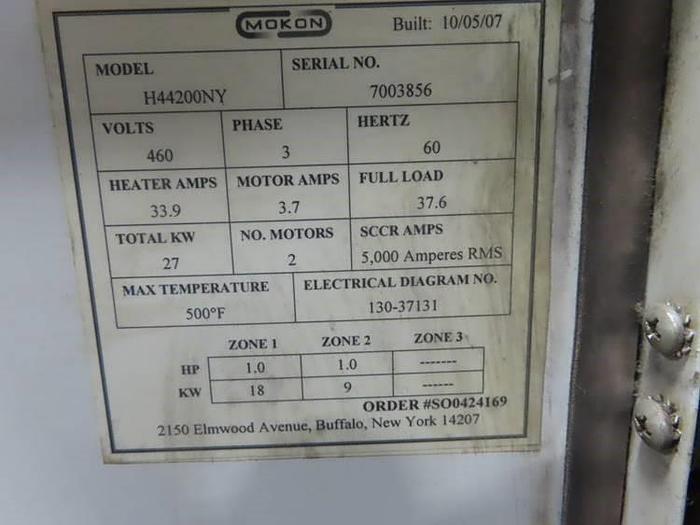 MOKON Built: 10/05/07
MODEL SERIAL NO.
H44200NY 7003856
VOLTS PHASE HERTZ
460 3 60
HEATER AMPS MOTOR AMPS FULL LOAD
33.9 3.7 37.6
TOTAL KW NO. MOTORS SCCR AMPS
27 2 5,000 Amperes RMS
MAX TEMPERATURE ELECTRICAL DIAGRAM NO.
500°F 130-37131
ZONE 1 ZONE 2 ZONE 3
HP 1.0 1.0 -------
KW 18 9 ------
ORDER #SO0424169
2150 Elmwood Avenue, Buffalo, New York 14207